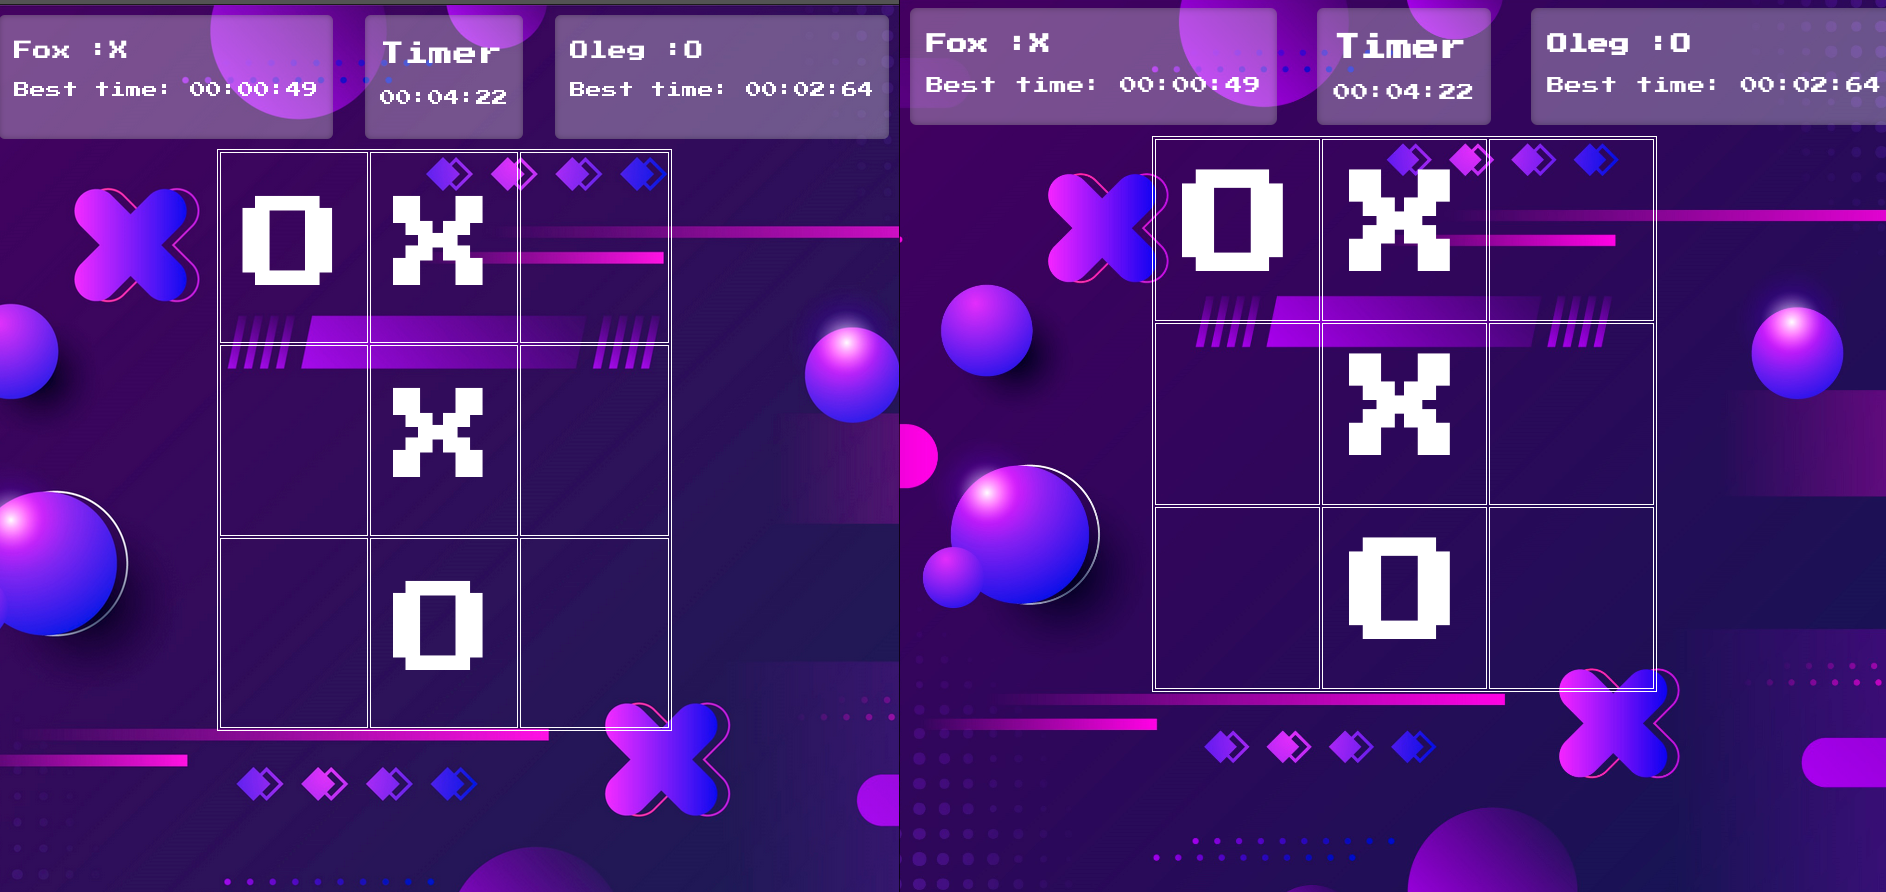 Fox :X
Best time: 00:00:49
Timer
00:04:22
Oleg :O
Best time: 00:02:64
O X
X
O
Fox :X
Best time: 00:00:49
Timer
00:04:22
Oleg :O
Best time: 00:02:64
O X
X
O